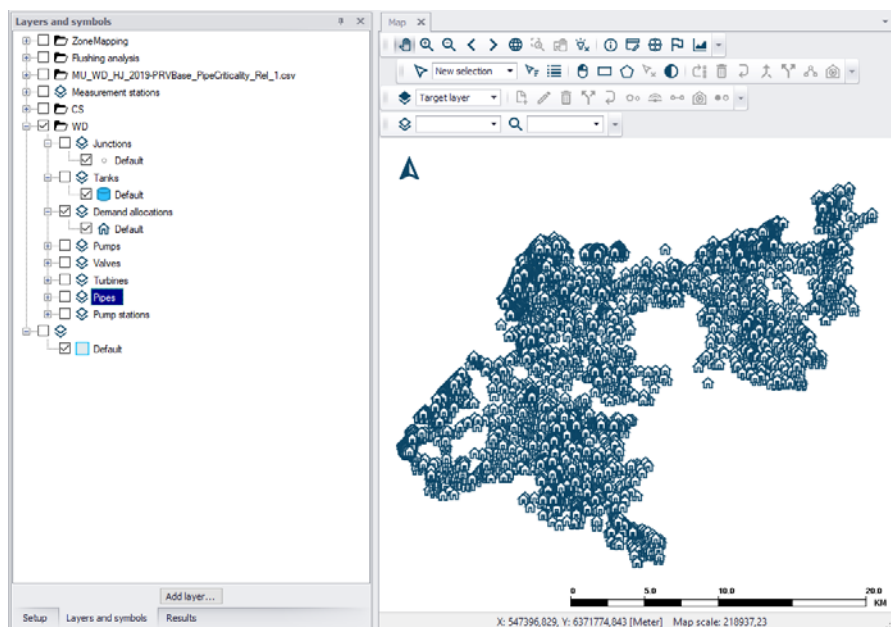 Layers and symbols
ZoneMapping
Flushing analysis
MU_WD_HJ_2019-PRVBase_PipeCriticality_Rel_1.csv
Measurement stations
CS
WD
Junctions
Default
Tanks
Default
Demand allocations
Default
Pumps
Valves
Turbines
Pipes
Pump stations
Default
Add layer...
Setup Layers and symbols Results
Map
New selection
Target layer
0 5.0 10.0 20.0
KM
X: 547396,829, Y: 6371774,843 [Meter] Map scale: 218937,23